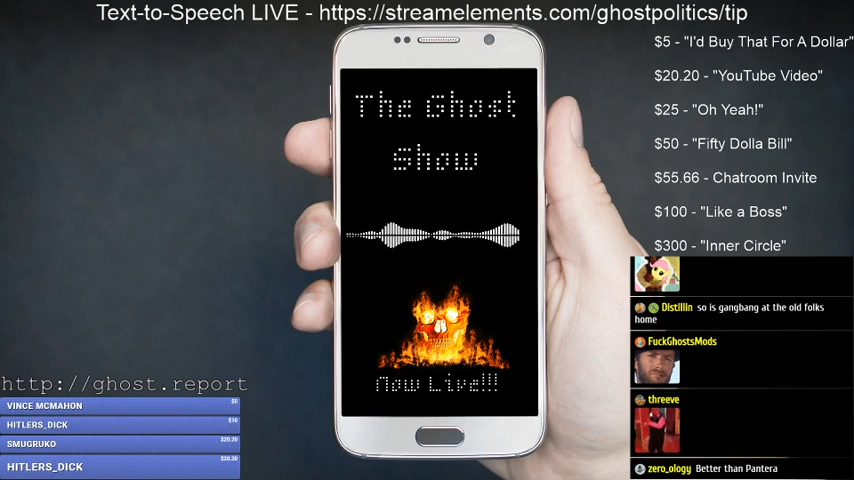 Text-to-Speech LIVE - https://streamelements.com/ghostpolitics/tip
$5 - "I'd Buy That For A Dollar"
$20.20 - "YouTube Video"
$25 - "Oh Yeah!"
$50 - "Fifty Dolla Bill"
$55.66 - Chatroom Invite
$100 - "Like a Boss"
$300 - "Inner Circle"
The Ghost
Show
Now Live!!!
http://ghost.report
VINCE MCMAHON $5
HITLERS_DICK $10
SMUGRUKO $20.20
HITLERS_DICK $20.20
Distillin so is gangbang at the old folks
home
FuckGhostsMods
threeve
zero_ology Better than Pantera